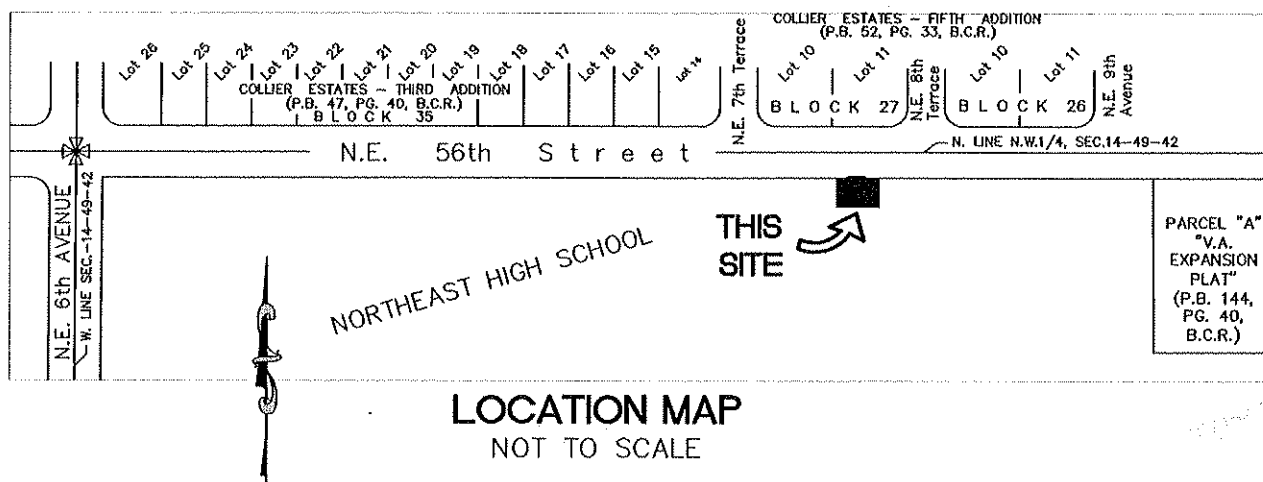 COLLIER ESTATES - FIFTH ADDITION
(P.B. 52, PG. 33, B.C.R.)
Lot 26
Lot 25
Lot 24
Lot 23
Lot 22
Lot 21
Lot 20
Lot 19
Lot 18
Lot 17
Lot 16
Lot 15
Lot 14
N.E. 7th Terrace
Lot 10
Lot 11
N.E. 8th
Terrace
Lot 10
Lot 11
N.E. 9th
Avenue
COLLIER ESTATES - THIRD ADDITION
(P.B. 47, PG. 40, B.C.R.)
BLOCK 35
BLOCK 27
BLOCK 26
N.E. 56th Street
N. LINE N.W.1/4, SEC.14-49-42
N.E. 6th AVENUE
W. LINE SEC.-14-49-42
NORTHEAST HIGH SCHOOL
THIS
SITE
PARCEL "A"
"V.A.
EXPANSION
PLAT"
(P.B. 144,
PG. 40,
B.C.R.)
LOCATION MAP
NOT TO SCALE